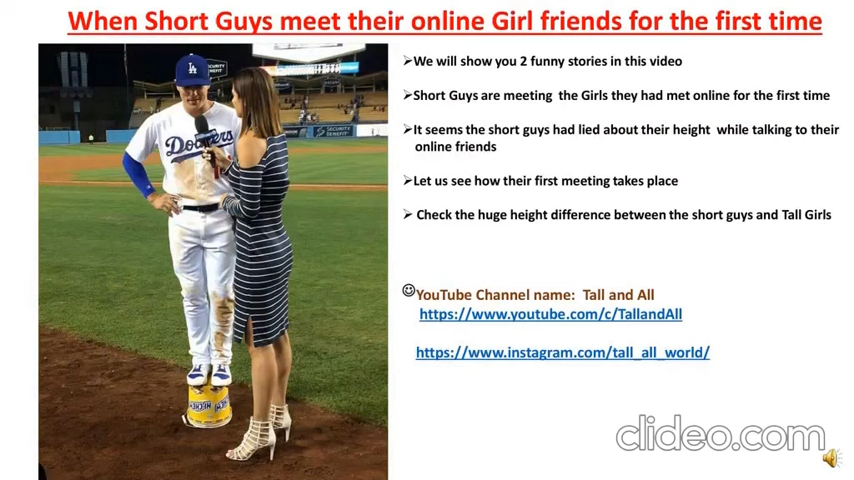 When Short Guys meet their online Girl friends for the first time
➢We will show you 2 funny stories in this video
➢Short Guys are meeting the Girls they had met online for the first time
➢It seems the short guys had lied about their height while talking to their
online friends
➢Let us see how their first meeting takes place
➢ Check the huge height difference between the short guys and Tall Girls
YouTube Channel name: Tall and All
https://www.youtube.com/c/TallandAll
https://www.instagram.com/tall_all_world/
LA
Dodgers
SECURITY
BENEFIT
clideo.com